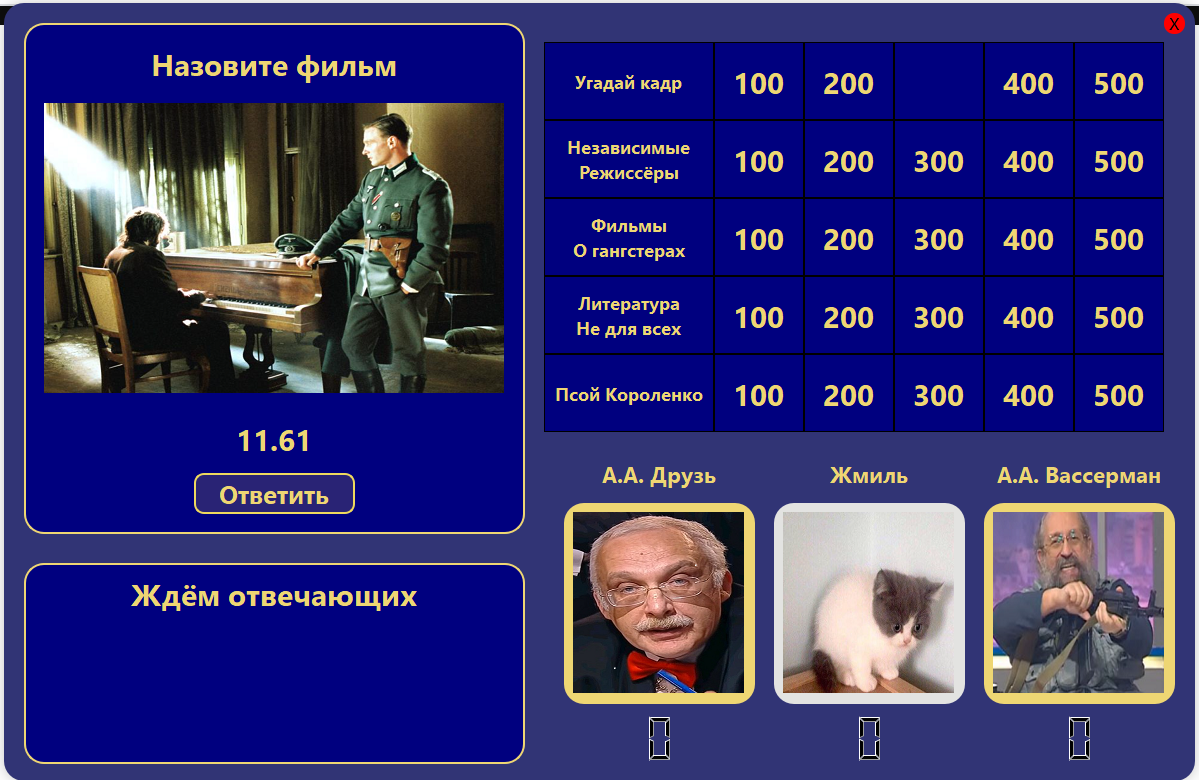 X
Назовите фильм
11.61
Ответить
Ждём отвечающих
Угадай кадр 100 200 400 500
Независимые
Режиссёры 100 200 300 400 500
Фильмы
О гангстерах 100 200 300 400 500
Литература
Не для всех 100 200 300 400 500
Псой Короленко 100 200 300 400 500
А.А. Друзь Жмиль А.А. Вассерман
0 0 0